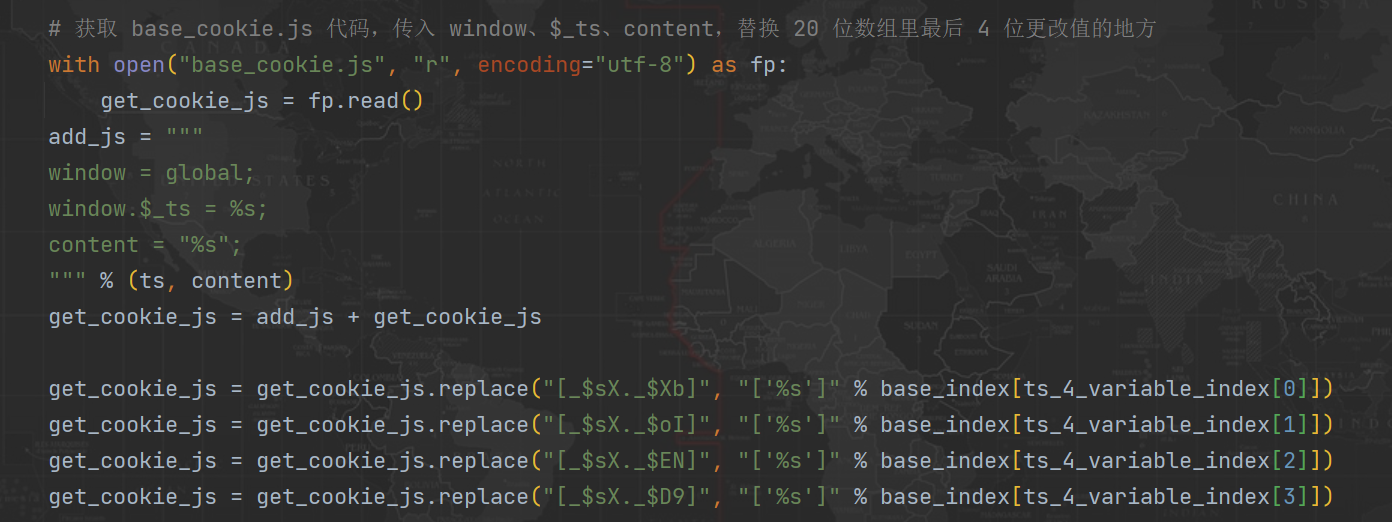 # 获取 base_cookie.js 代码，传入 window、$_ts、content，替换 20 位数组里最后 4 位更改值的地方
with open("base_cookie.js", "r", encoding="utf-8") as fp:
    get_cookie_js = fp.read()
add_js = """
window = global;
window.$_ts = %s;
content = "%s";
""" % (ts, content)
get_cookie_js = add_js + get_cookie_js
get_cookie_js = get_cookie_js.replace("[_$sX._$Xb]", "['%s']" % base_index[ts_4_variable_index[0]])
get_cookie_js = get_cookie_js.replace("[_$sX._$oI]", "['%s']" % base_index[ts_4_variable_index[1]])
get_cookie_js = get_cookie_js.replace("[_$sX._$EN]", "['%s']" % base_index[ts_4_variable_index[2]])
get_cookie_js = get_cookie_js.replace("[_$sX._$D9]", "['%s']" % base_index[ts_4_variable_index[3]])